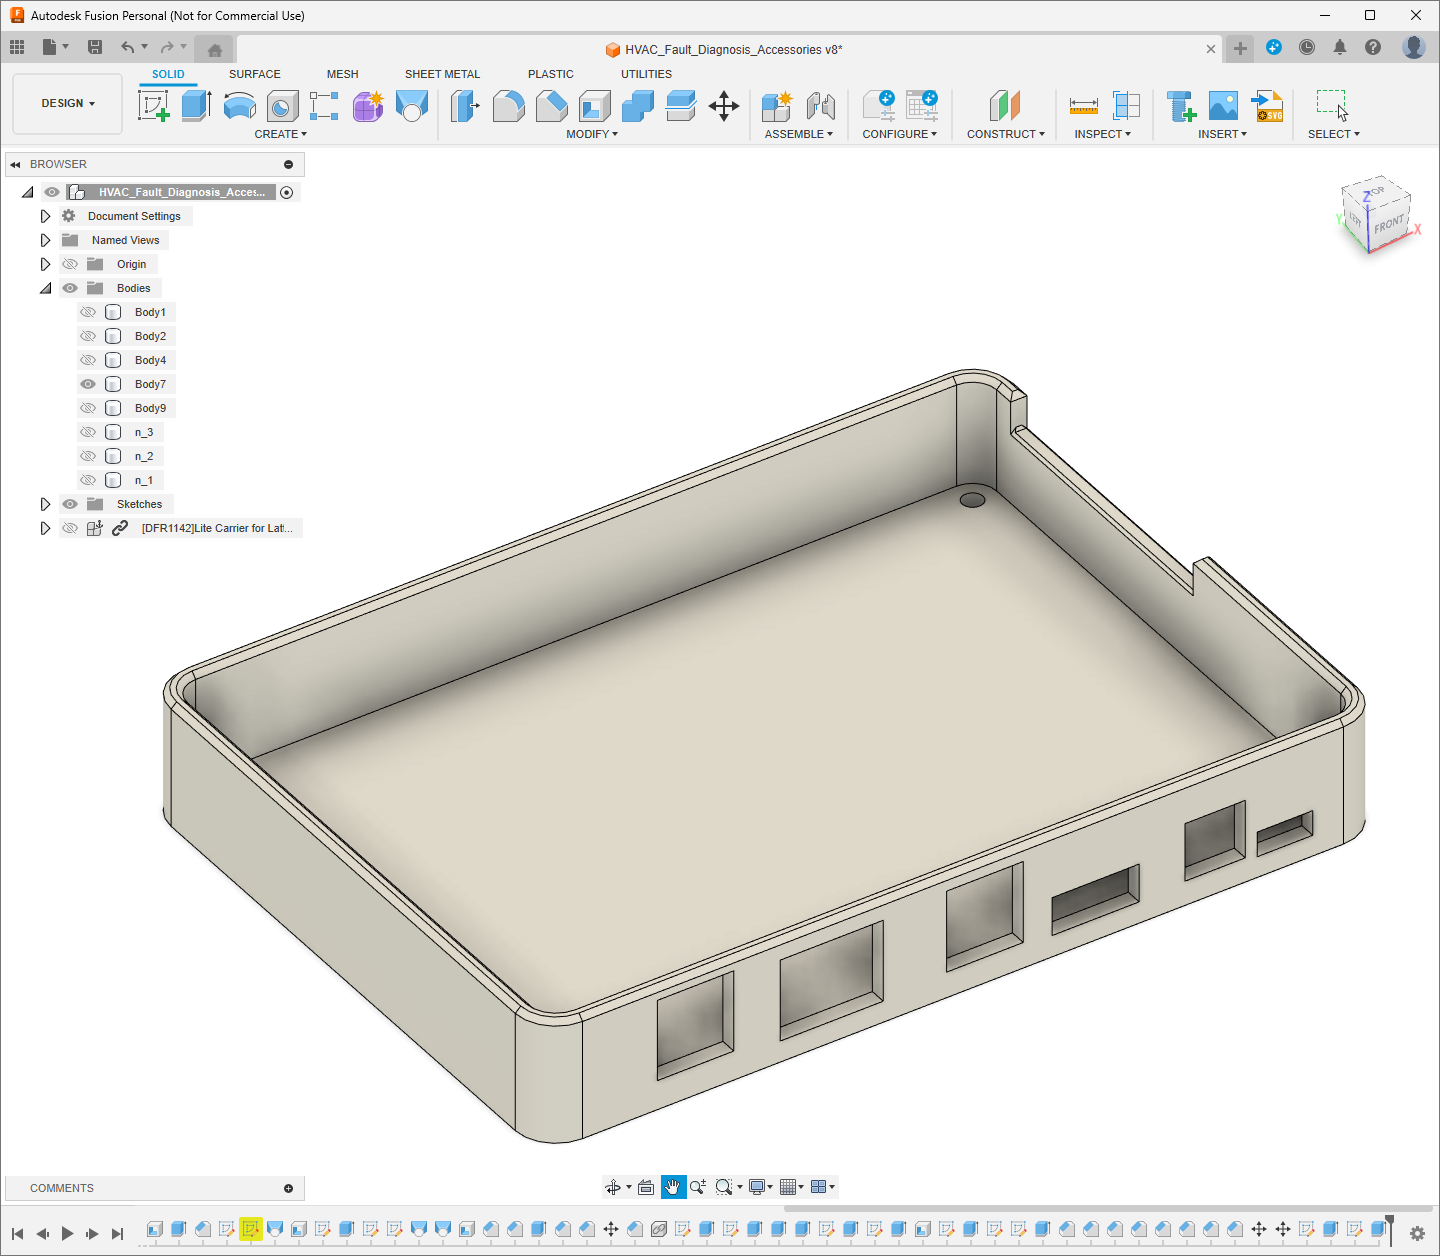 Autodesk Fusion Personal (Not for Commercial Use)
HVAC_Fault_Diagnosis_Accessories v8*
SOLID SURFACE MESH SHEET METAL PLASTIC UTILITIES
DESIGN
CREATE MODIFY ASSEMBLE CONFIGURE CONSTRUCT INSPECT INSERT SELECT
SVG
BROWSER
HVAC_Fault_Diagnosis_Acces...
Document Settings
Named Views
Origin
Bodies
Body1
Body2
Body4
Body7
Body9
n_3
n_2
n_1
Sketches
[DFR1142]Lite Carrier for Lat...
TOP
Z
Y
LEFT
FRONT
X
COMMENTS